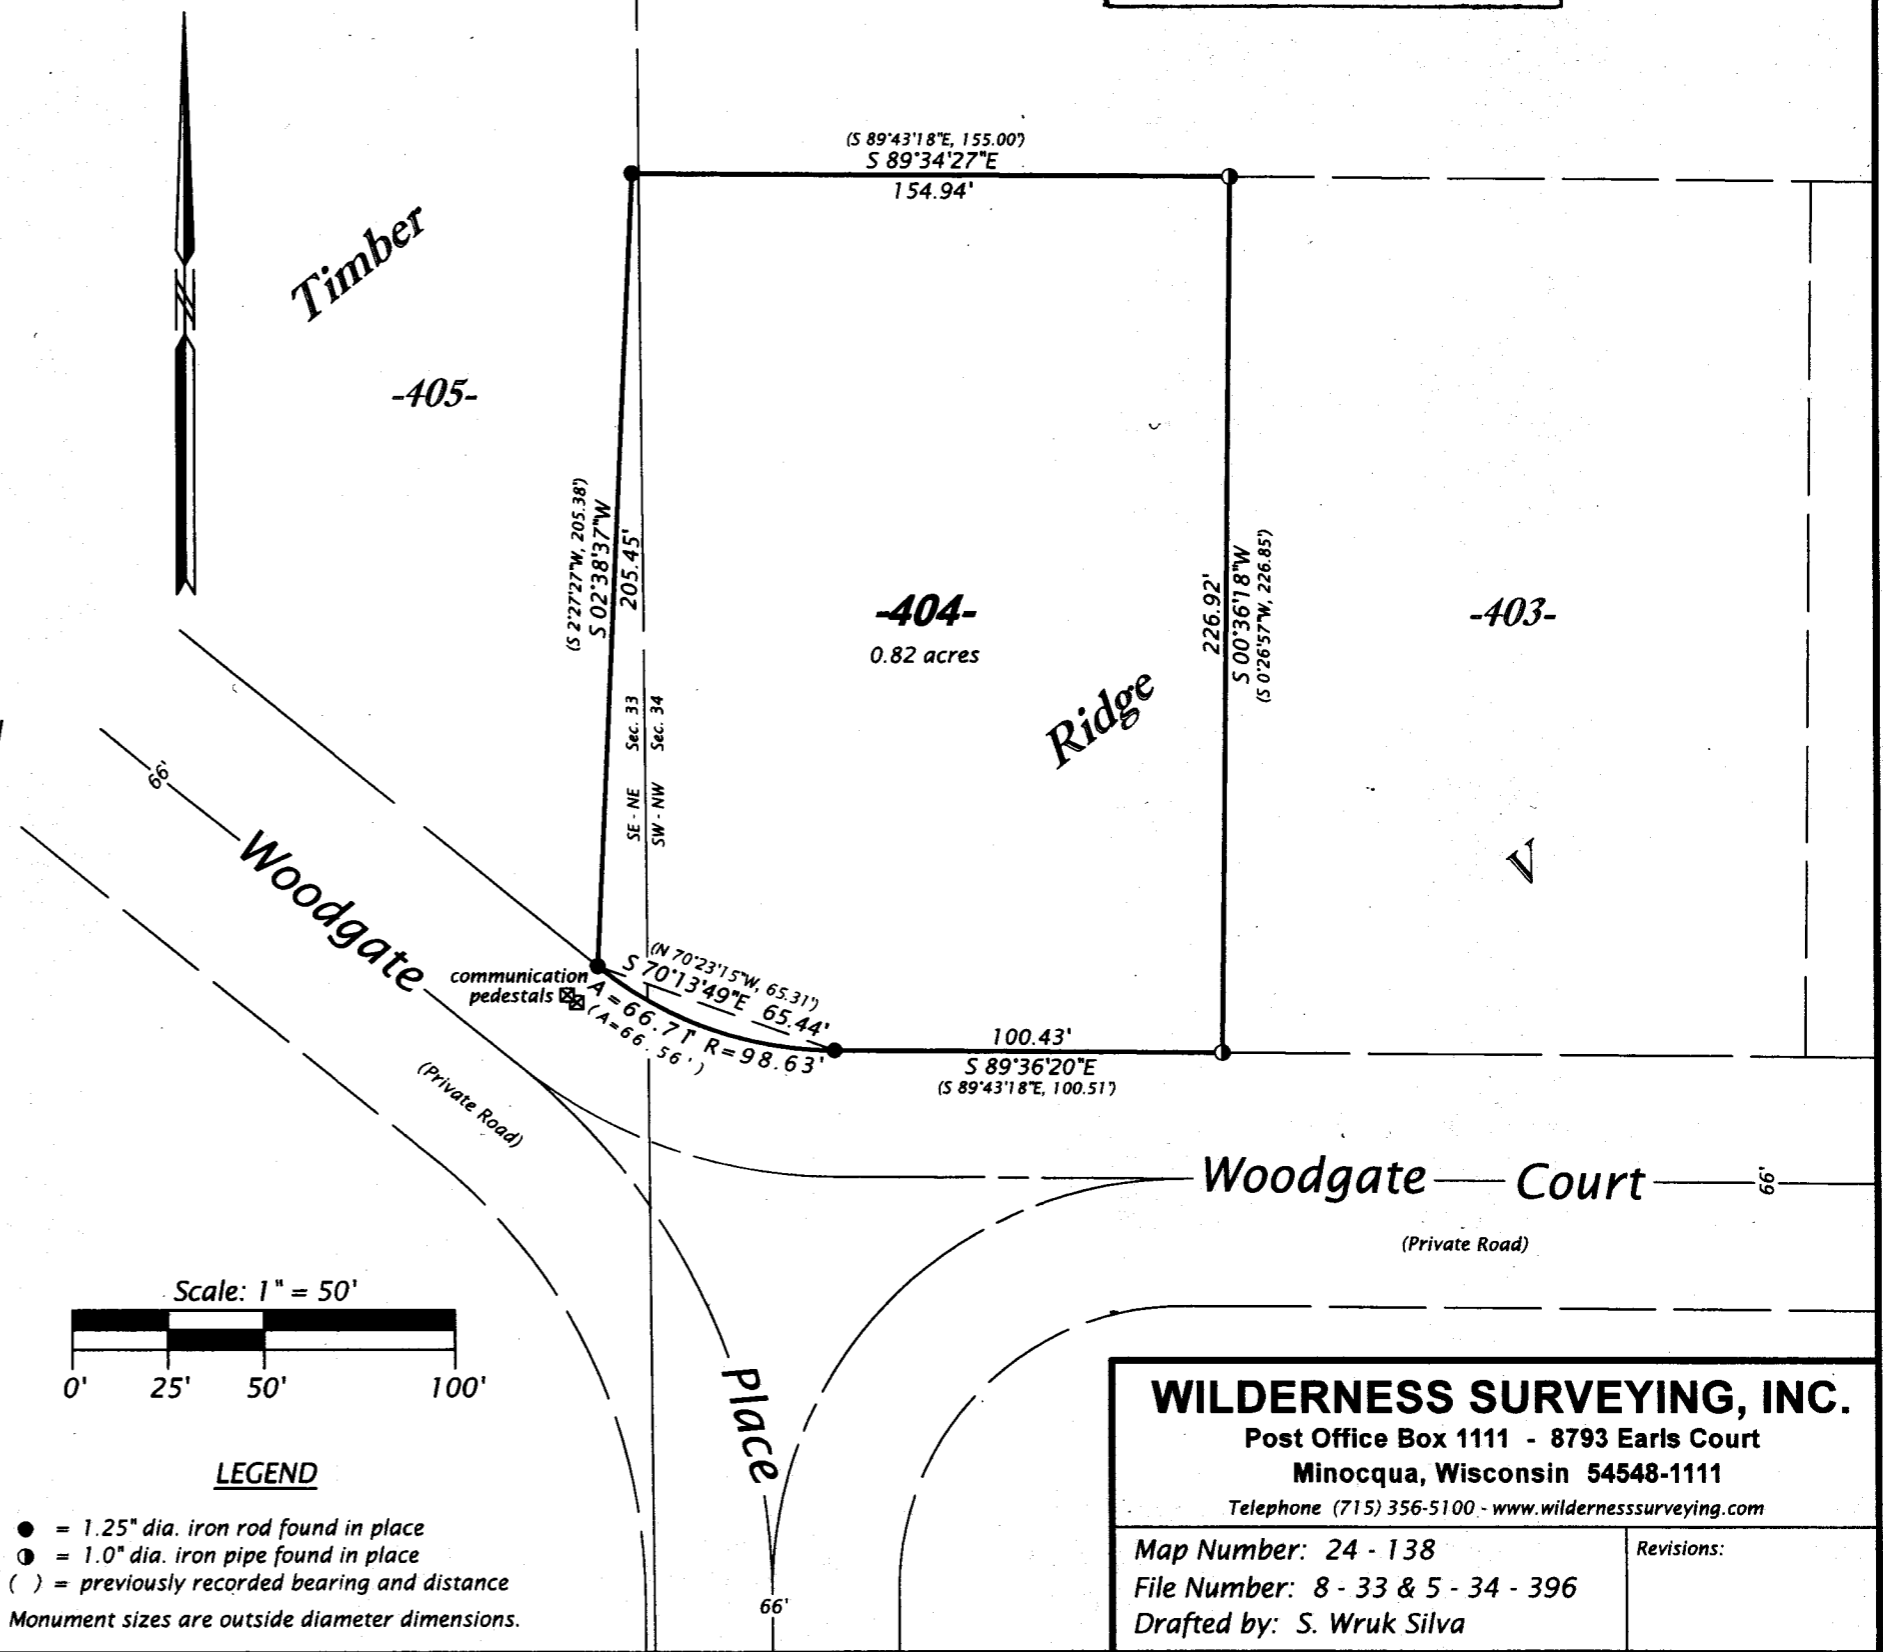 (S 89°43'18"E, 155.00')
S 89°34'27"E
154.94'
Timber
-405-
(S 2°27'27"W, 205.38')
S 02°38'37"W
205.45'
-404-
0.82 acres
226.92'
S 00°36'18"W
(S 0°26'57"W, 226.85')
-403-
Ridge
V
SE - NE Sec. 33
SW - NW Sec. 34
66'
Woodgate
communication
pedestals
(N 70°23'15"W, 65.31')
S 70°13'49"E 65.44'
A=66.71' R=98.63'
(A=66.56')
100.43'
S 89°36'20"E
(S 89°43'18"E, 100.51')
(Private Road)
Woodgate Court
66'
(Private Road)
Scale: 1" = 50'
0' 25' 50' 100'
Place
66'
LEGEND
= 1.25" dia. iron rod found in place
= 1.0" dia. iron pipe found in place
( ) = previously recorded bearing and distance
Monument sizes are outside diameter dimensions.
WILDERNESS SURVEYING, INC.
Post Office Box 1111 - 8793 Earls Court
Minocqua, Wisconsin 54548-1111
Telephone (715) 356-5100 - www.wildernesssurveying.com
Map Number: 24 - 138
File Number: 8 - 33 & 5 - 34 - 396
Drafted by: S. Wruk Silva
Revisions: